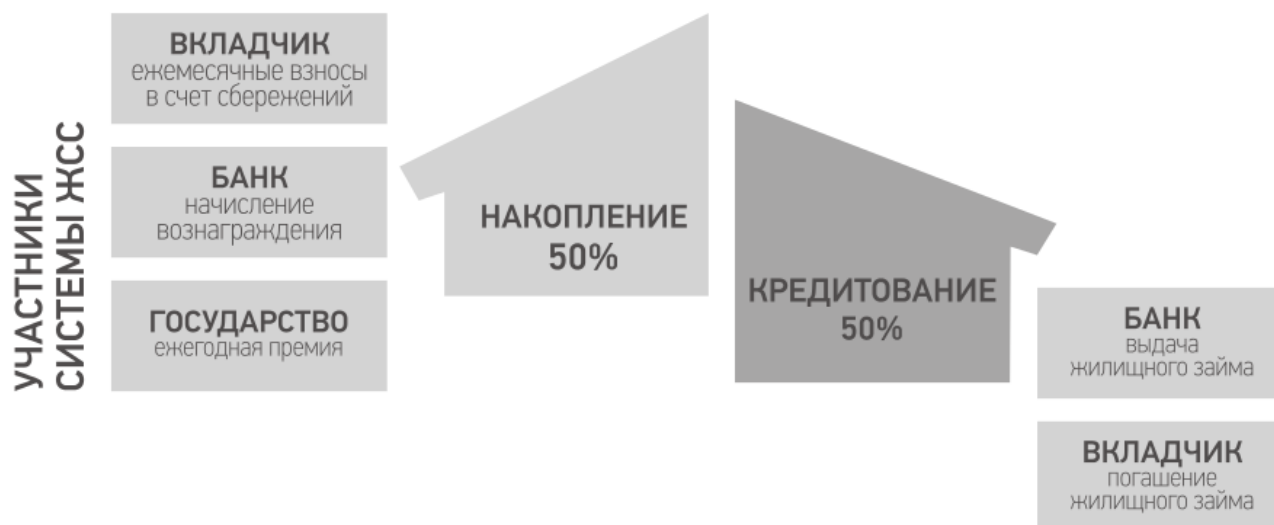 УЧАСТНИКИ
СИСТЕМЫ ЖСС
ВКЛАДЧИК
ежемесячные взносы
в счет сбережений
БАНК
начисление
вознаграждения
ГОСУДАРСТВО
ежегодная премия
НАКОПЛЕНИЕ
50%
КРЕДИТОВАНИЕ
50%
БАНК
выдача
жилищного займа
ВКЛАДЧИК
погашение
жилищного займа